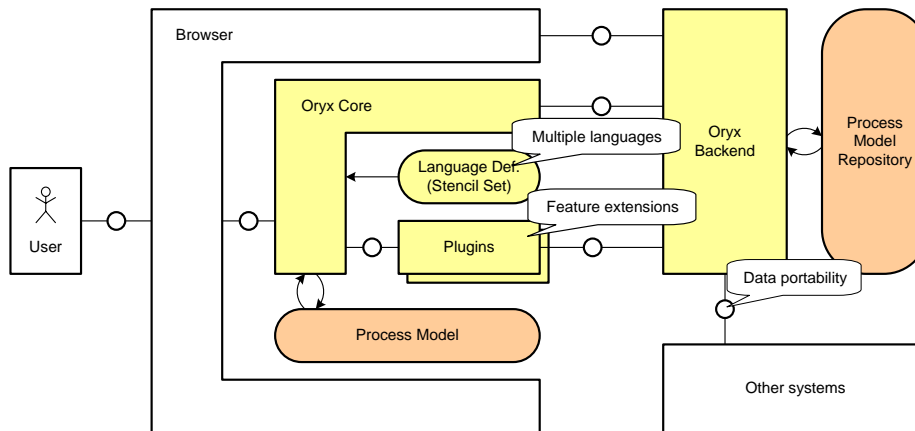 Browser
Oryx Core
Multiple languages
Language Def.
(Stencil Set)
Oryx
Backend
Process
Model
Repository
User
Feature extensions
Plugins
Data portability
Process Model
Other systems